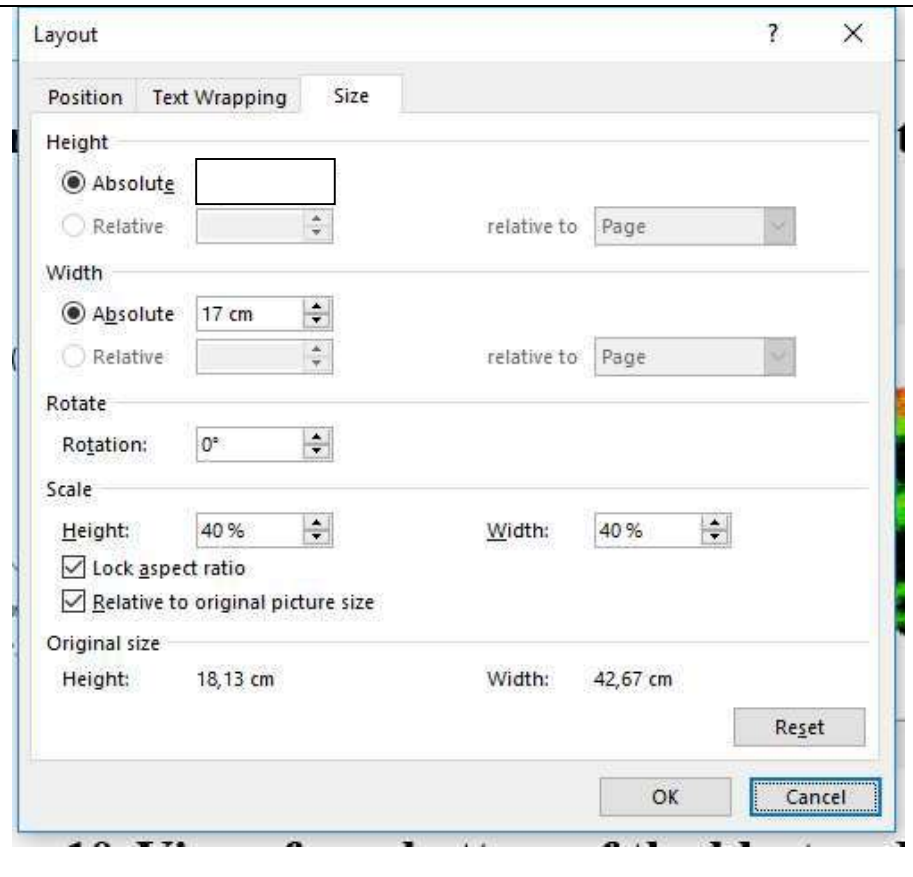 Layout ?
Position Text Wrapping Size
Height
Absolute
Relative relative to Page
Width
Absolute 17 cm
Relative relative to Page
Rotate
Rotation: 0°
Scale
Height: 40 % Width: 40 %
Lock aspect ratio
Relative to original picture size
Original size
Height: 18,13 cm Width: 42,67 cm
Reset
OK Cancel